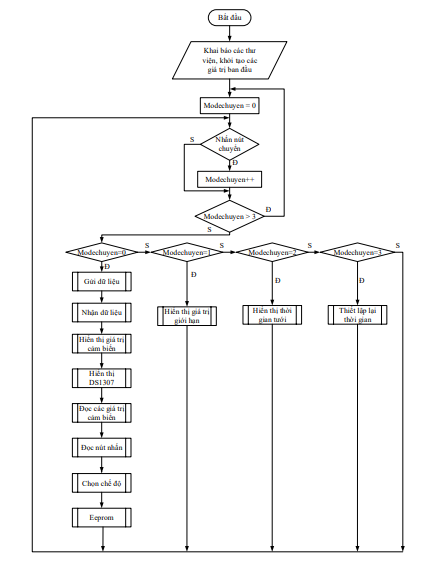 Bắt đầu
Khai báo các thư
viện, khởi tạo các
giá trị ban đầu
Modechuyen = 0
S
Nhấn nút
chuyển
Đ
Modechuyen++
Modechuyen > 3
Đ
S
Modechuyen=0
S
Modechuyen=1
S
Modechuyen=2
S
Modechuyen=3
S
Đ
Đ
Đ
Đ
Gửi dữ liệu
Nhận dữ liệu
Hiển thị giá trị
cảm biến
Hiển thị
DS1307
Đọc các giá trị
cảm biến
Đọc nút nhấn
Chọn chế độ
Eeprom
Hiển thị giá trị
giới hạn
Hiển thị thời
gian tưới
Thiết lập lại
thời gian